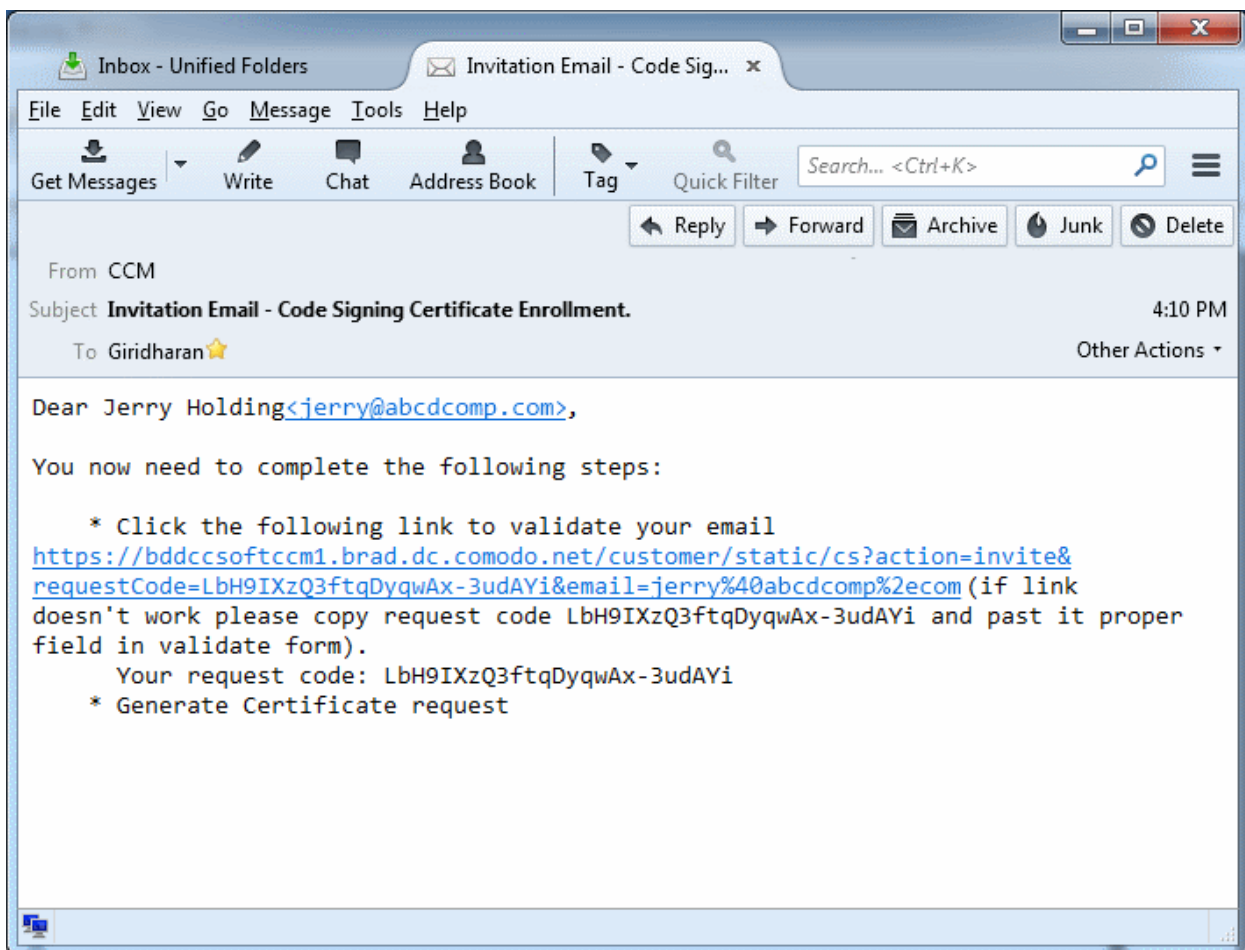 Inbox - Unified Folders
Invitation Email - Code Sig...
File Edit View Go Message Tools Help
Get Messages Write Chat Address Book Tag Quick Filter Search... <Ctrl+K>
Reply Forward Archive Junk Delete
From CCM
Subject Invitation Email - Code Signing Certificate Enrollment. 4:10 PM
To Giridharan Other Actions
Dear Jerry Holding<jerry@abcdcomp.com>,
You now need to complete the following steps:
* Click the following link to validate your email
https://bddccsoftccm1.brad.dc.comodo.net/customer/static/cs?action=invite&
requestCode=LbH9IXzQ3ftqDyqwAx-3udAYi&email=jerry%40abcdcomp%2ecom (if link
doesn't work please copy request code LbH9IXzQ3ftqDyqwAx-3udAYi and past it proper
field in validate form).
Your request code: LbH9IXzQ3ftqDyqwAx-3udAYi
* Generate Certificate request